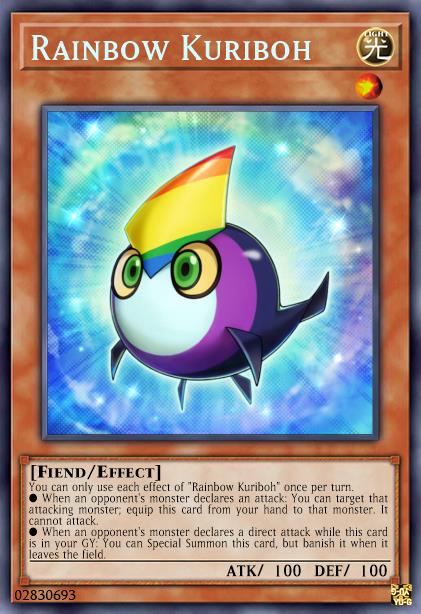 Rainbow Kuriboh
LIGHT
光
[Fiend/Effect]
You can only use each effect of "Rainbow Kuriboh" once per turn.
● When an opponent's monster declares an attack: You can target that
attacking monster; equip this card from your hand to that monster. It
cannot attack.
● When an opponent's monster declares a direct attack while this card
is in your GY: You can Special Summon this card, but banish it when it
leaves the field.
ATK/ 100 DEF/ 100
02830693